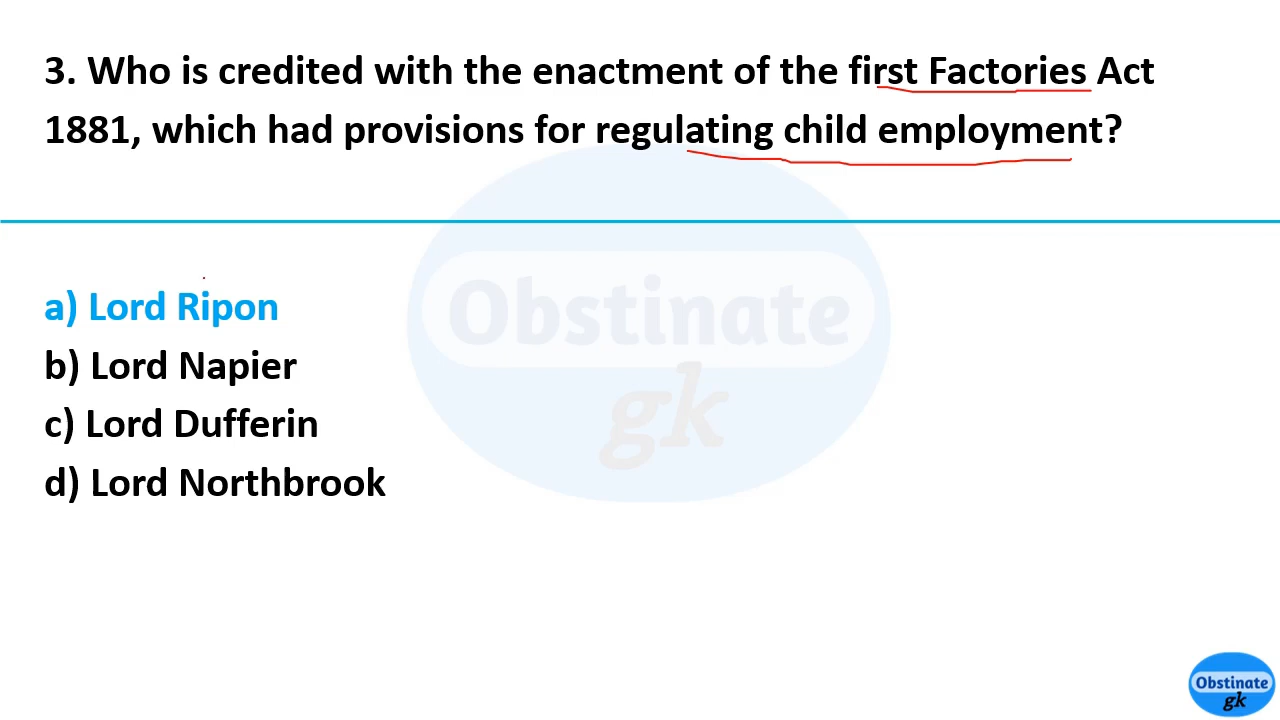 3. Who is credited with the enactment of the first Factories Act
1881, which had provisions for regulating child employment?
a) Lord Ripon
b) Lord Napier
c) Lord Dufferin
d) Lord Northbrook
Obstinate
gk
Obstinate
gk